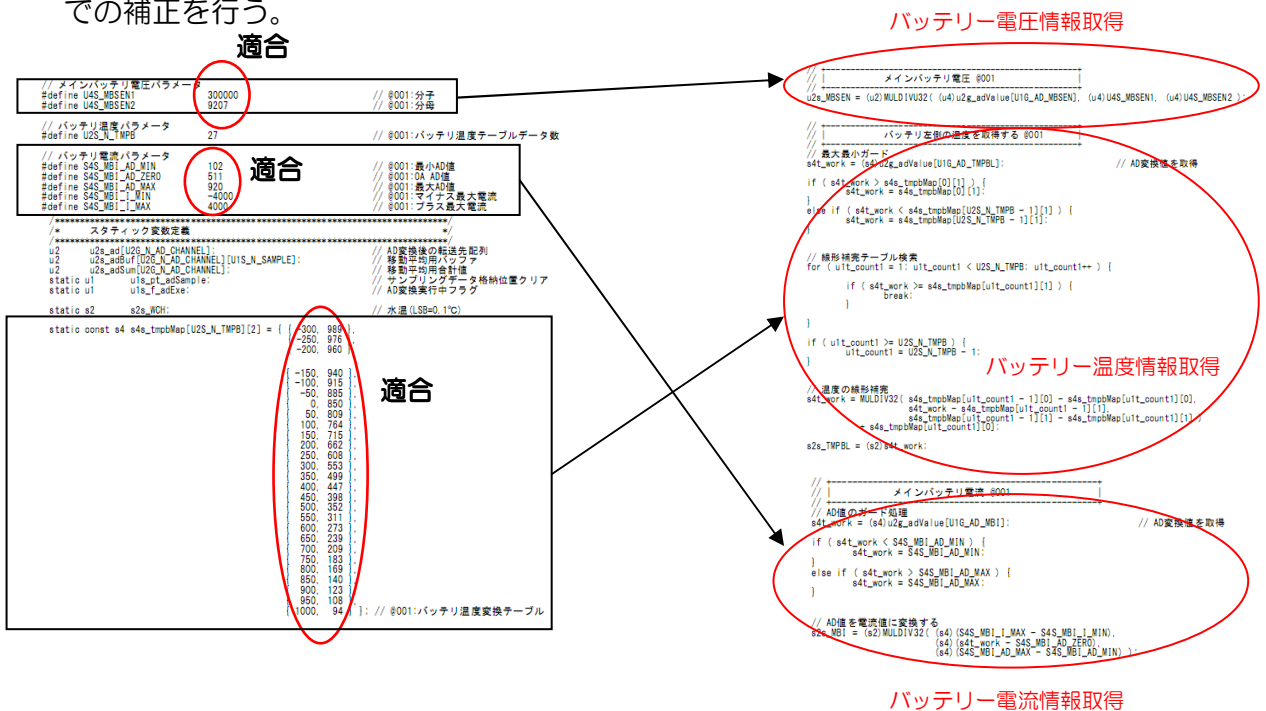 での補正を行う。
適合
// メインバッテリ電圧パラメータ
#define U4S_MBSEN1 300000 // @001:分子
#define U4S_MBSEN2 9207 // @001:分母
// バッテリ温度パラメータ
#define U2S_N_TMPB 27 // @001:バッテリ温度テーブルデータ数
// バッテリ電流パラメータ
#define S4S_MBI_AD_MIN 102 // @001:最小AD値
#define S4S_MBI_AD_ZERO 511 // @001:0A AD値
#define S4S_MBI_AD_MAX 920 // @001:最大AD値
#define S4S_MBI_I_MIN -4000 // @001:マイナス最大電流
#define S4S_MBI_I_MAX 4000 // @001:プラス最大電流
適合
/************************************************************************/
/* スタティック変数定義 */
/************************************************************************/
u2 u2s_ad[U2G_N_AD_CHANNEL]; // AD変換後の転送先配列
u2 u2s_adBuf[U2G_N_AD_CHANNEL][U1S_N_SAMPLE]; // 移動平均用バッファ
u2 u2s_adSum[U2G_N_AD_CHANNEL]; // 移動平均用合計値
static u1 u1s_pt_adSample; // サンプリングデータ格納位置クリア
static u1 u1s_f_adExe; // AD変換実行中フラグ
static s2 s2s_WCH; // 水温(LSB=0.1℃)
static const s4 s4s_tmpbMap[U2S_N_TMPB][2] = { { -300, 989 },
{ -250, 976 },
{ -200, 960 },
{ -150, 940 },
{ -100, 915 },
{ -50, 885 },
{ 0, 850 },
{ 50, 809 },
{ 100, 764 },
{ 150, 715 },
{ 200, 662 },
{ 250, 608 },
{ 300, 553 },
{ 350, 499 },
{ 400, 447 },
{ 450, 398 },
{ 500, 352 },
{ 550, 311 },
{ 600, 273 },
{ 650, 239 },
{ 700, 209 },
{ 750, 183 },
{ 800, 169 },
{ 850, 140 },
{ 900, 123 },
{ 950, 108 },
{ 1000, 94 } }; // @001:バッテリ温度変換テーブル
適合
バッテリー電圧情報取得
// +------------------------------------------------+
// | メインバッテリ電圧 @001 |
// +------------------------------------------------+
u2s_MBSEN = (u2)MULDIVU32( (u4)u2g_adValue[U1G_AD_MBSEN], (u4)U4S_MBSEN1, (u4)U4S_MBSEN2 );
// +------------------------------------------------+
// | バッテリ左側の温度を取得する @001 |
// +------------------------------------------------+
// 最大最小ガード
s4t_work = (s4)u2g_adValue[U1G_AD_TMPBL]; // AD変換値を取得
if ( s4t_work > s4s_tmpbMap[0][1] ) {
s4t_work = s4s_tmpbMap[0][1];
}
else if ( s4t_work < s4s_tmpbMap[U2S_N_TMPB - 1][1] ) {
s4t_work = s4s_tmpbMap[U2S_N_TMPB - 1][1];
}
// 線形補完テーブル検索
for ( u1t_count1 = 1; u1t_count1 < U2S_N_TMPB; u1t_count1++ ) {
if ( s4t_work >= s4s_tmpbMap[u1t_count1][1] ) {
break;
}
}
if ( u1t_count1 >= U2S_N_TMPB ) {
u1t_count1 = U2S_N_TMPB - 1;
}
バッテリー温度情報取得
// 温度の線形補完
s4t_work = MULDIV32( s4s_tmpbMap[u1t_count1 - 1][0] - s4s_tmpbMap[u1t_count1][0],
s4t_work - s4s_tmpbMap[u1t_count1 - 1][1],
s4s_tmpbMap[u1t_count1 - 1][1] - s4s_tmpbMap[u1t_count1][1] )
+ s4s_tmpbMap[u1t_count1][0];
s2s_TMPBL = (s2)s4t_work;
// +------------------------------------------------+
// | メインバッテリ電流 @001 |
// +------------------------------------------------+
// AD値のガード処理
s4t_work = (s4)u2g_adValue[U1G_AD_MBI]; // AD変換値を取得
if ( s4t_work < S4S_MBI_AD_MIN ) {
s4t_work = S4S_MBI_AD_MIN;
}
else if ( s4t_work > S4S_MBI_AD_MAX ) {
s4t_work = S4S_MBI_AD_MAX;
}
// AD値を電流値に変換する
s2s_MBI = (s2)MULDIV32( (s4)(S4S_MBI_I_MAX - S4S_MBI_I_MIN),
(s4)(s4t_work - S4S_MBI_AD_ZERO),
(s4)(S4S_MBI_AD_MAX - S4S_MBI_AD_MIN) );
バッテリー電流情報取得